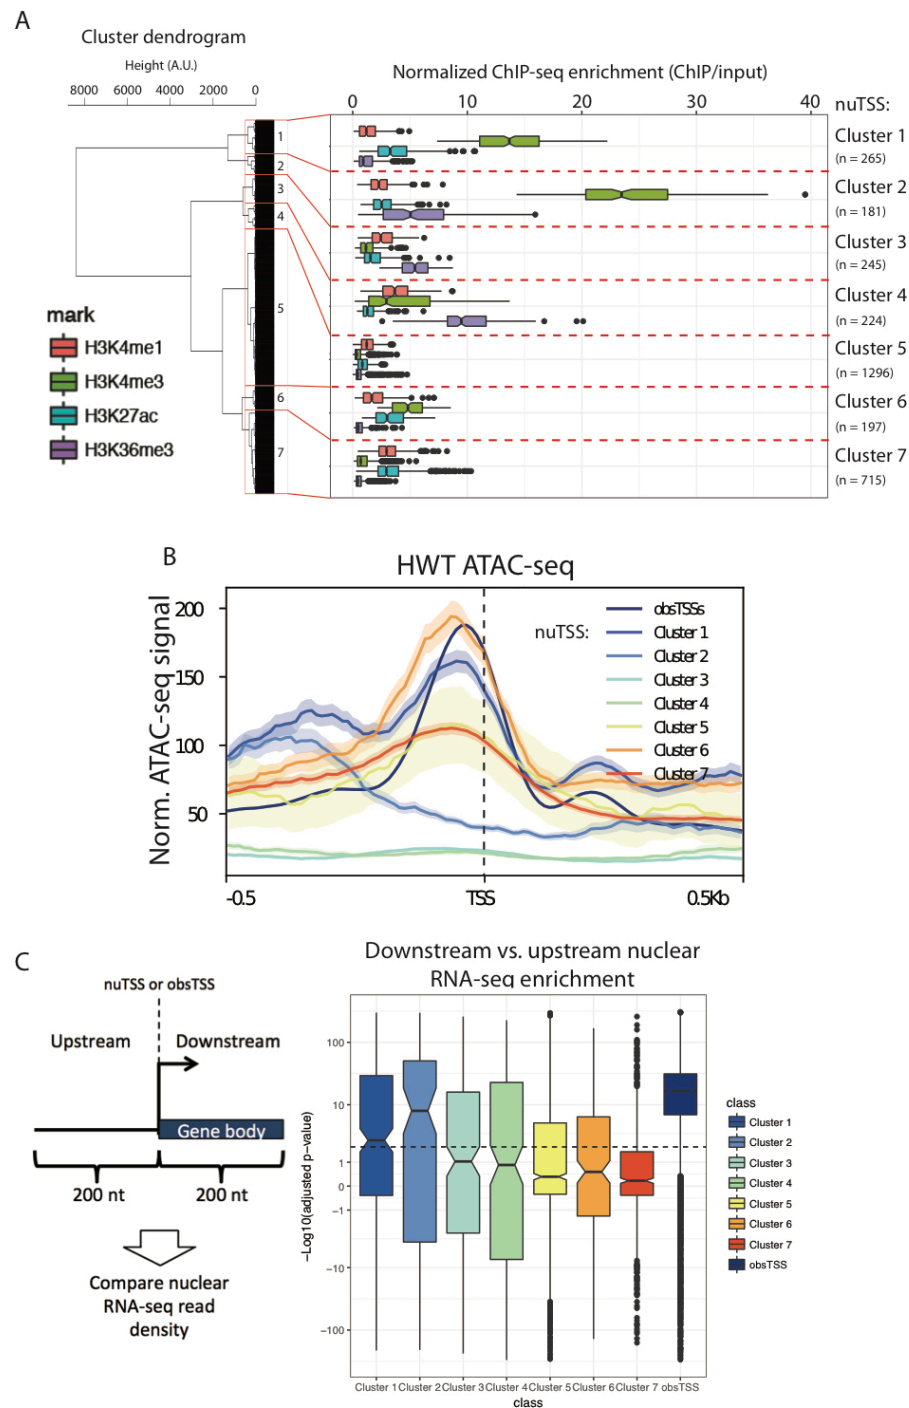 A
Cluster dendrogram
Height (A.U.)
8000 6000 4000 2000 0
Normalized ChIP-seq enrichment (ChIP/input)
0 10 20 30 40
nuTSS:
1
2
3
4
5
6
7
Cluster 1
(n = 265)
Cluster 2
(n = 181)
Cluster 3
(n = 245)
Cluster 4
(n = 224)
Cluster 5
(n = 1296)
Cluster 6
(n = 197)
Cluster 7
(n = 715)
mark
H3K4me1
H3K4me3
H3K27ac
H3K36me3
B
HWT ATAC-seq
Norm. ATAC-seq signal
200
150
100
50
-0.5 TSS 0.5Kb
nuTSS:
obsTSSs
Cluster 1
Cluster 2
Cluster 3
Cluster 4
Cluster 5
Cluster 6
Cluster 7
C
nuTSS or obsTSS
Upstream Downstream
Gene body
200 nt 200 nt
Compare nuclear
RNA-seq read
density
Downstream vs. upstream nuclear
RNA-seq enrichment
−Log10(adjusted p−value)
100
10
1
0
−1
−10
−100
Cluster 1 Cluster 2 Cluster 3 Cluster 4 Cluster 5 Cluster 6 Cluster 7 obsTSS
class
class
Cluster 1
Cluster 2
Cluster 3
Cluster 4
Cluster 5
Cluster 6
Cluster 7
obsTSS